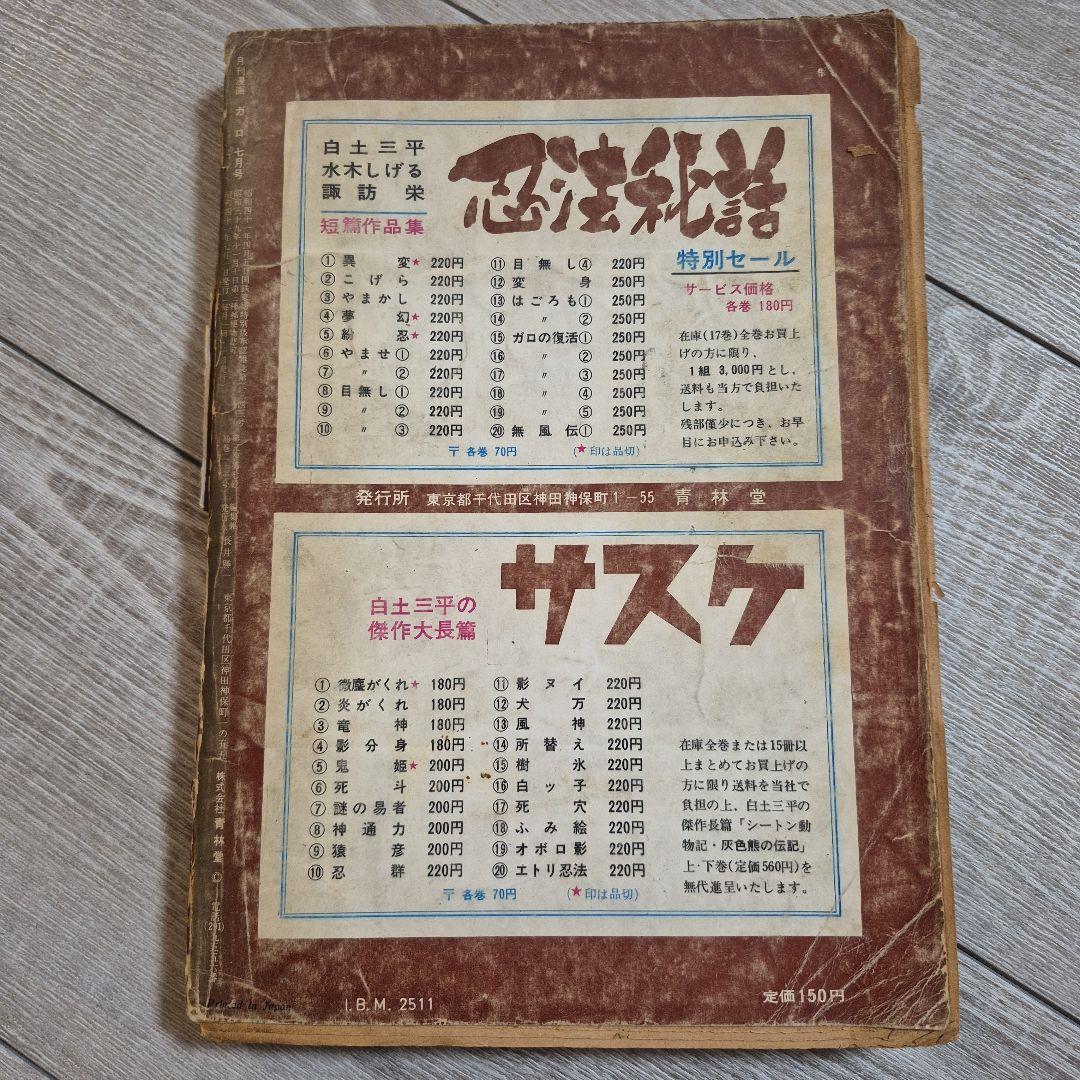 白土三平
水木しげる
諏訪栄
短篇作品集
忍法秘話
特別セール
サービス価格
各巻 180円
① 異変★ 220円
② こげら 220円
③ やまかし 220円
④ 夢幻★ 220円
⑤ 紛忍★ 220円
⑥ やませ① 220円
⑦ 〃 ② 220円
⑧ 目無し① 220円
⑨ 〃 ② 220円
⑩ 〃 ③ 220円
⑪ 目無し④ 220円
⑫ 変身 250円
⑬ はごろも① 250円
⑭ 〃 ② 250円
⑮ ガロの復活① 250円
⑯ 〃 ② 250円
⑰ 〃 ③ 250円
⑱ 〃 ④ 250円
⑲ 〃 ⑤ 250円
⑳ 無風伝① 250円
〒 各巻 70円
(★印は品切)
在庫(17巻)全巻お買上
げの方に限り、
1組 3,000円とし、
送料も当方で負担いた
します。
残部僅少につき、お早
目にお申込み下さい。
発行所 東京都千代田区神田神保町1-55 青林堂
サスケ
白土三平の
傑作大長篇
① 微塵がくれ★ 180円
② 炎がくれ 180円
③ 竜神 180円
④ 影分身 180円
⑤ 鬼姫★ 200円
⑥ 死斗 200円
⑦ 謎の易者 200円
⑧ 神通力 200円
⑨ 猿彦 200円
⑩ 忍群 220円
⑪ 影ヌイ 220円
⑫ 犬万 220円
⑬ 風神 220円
⑭ 所替え 220円
⑮ 樹氷 220円
⑯ 白ッ子 220円
⑰ 死穴 220円
⑱ ふみ絵 220円
⑲ オボロ影 220円
⑳ エトリ忍法 220円
〒 各巻 70円
(★印は品切)
在庫全巻または15冊以
上まとめてお買上げの
方に限り送料を当社で
負担の上、白土三平の
傑作長篇「シートン動
物記・灰色熊の伝記」
上・下巻(定価560円)を
無代進呈いたします。
I.B.M. 2511
定価150円
月刊漫画 ガロ 七月号
東京都千代田区神田神保町一の五五 株式会社 青林堂 ©
Printed in Japan